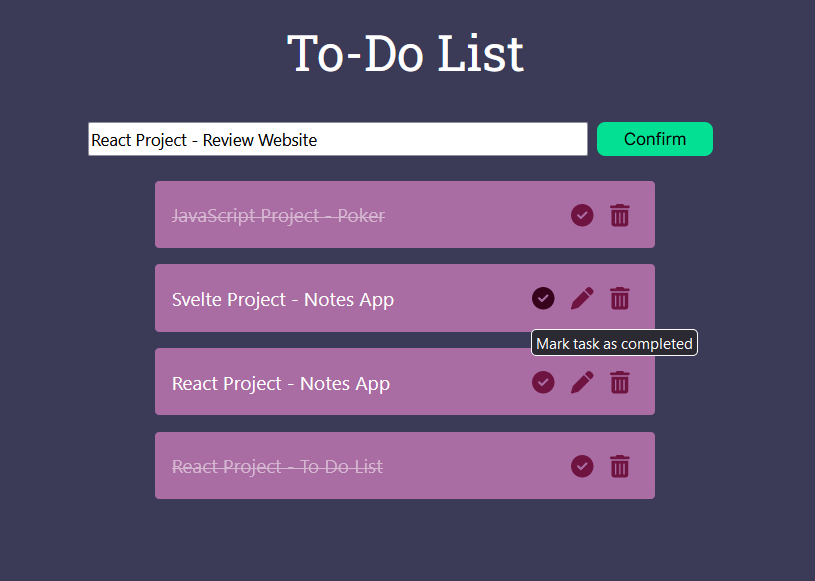 To-Do List
React Project - Review Website
Confirm
JavaScript Project - Poker
Svelte Project - Notes App
Mark task as completed
React Project - Notes App
React Project - To Do List